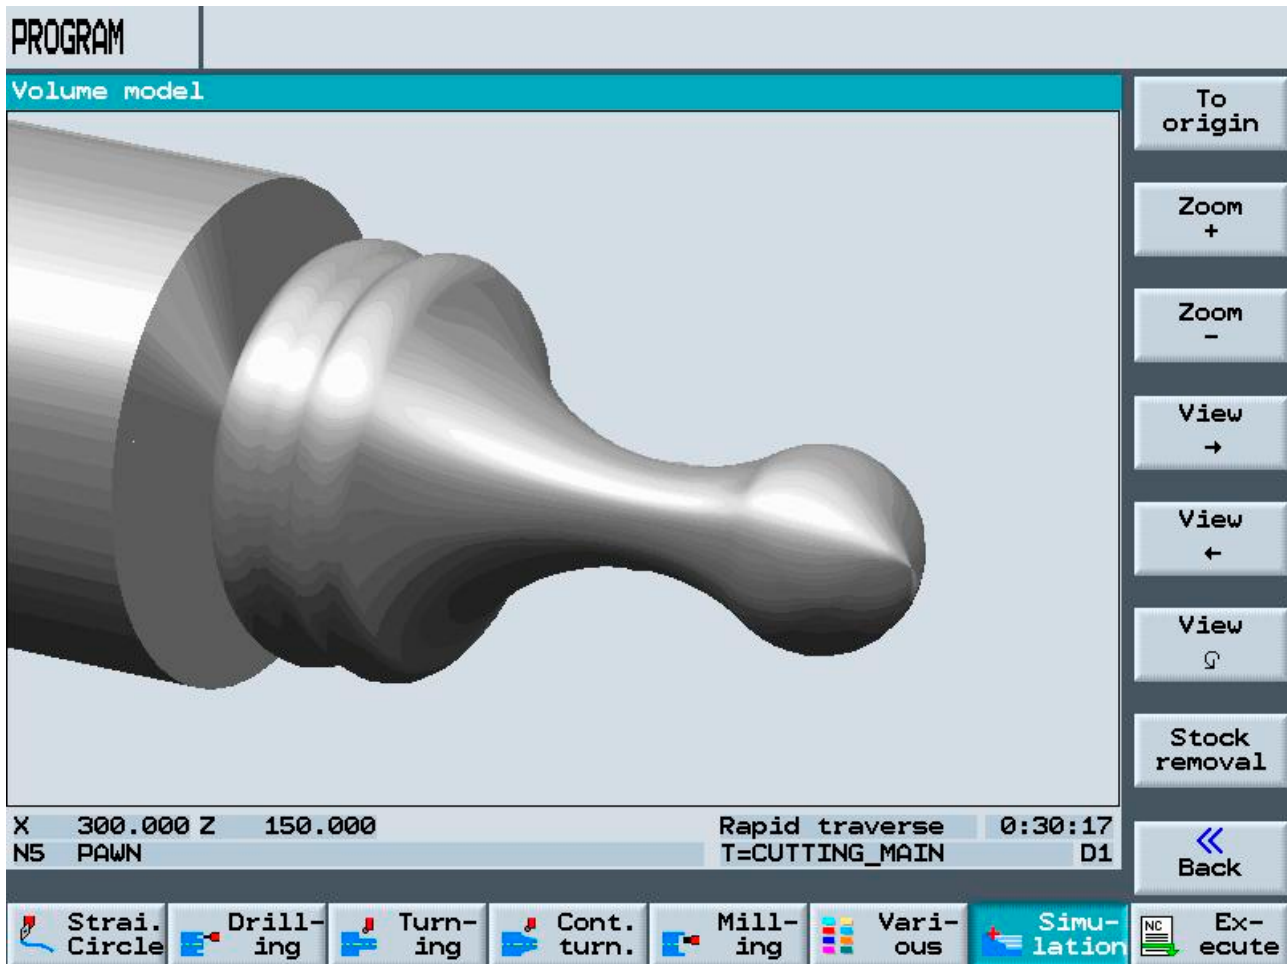 PROGRAM
Volume model
To
origin
Zoom
+
Zoom
-
View
→
View
←
View
Stock
removal
X 300.000 Z 150.000 Rapid traverse 0:30:17
N5 PAWN T=CUTTING_MAIN D1
«
Back
Strai.
Circle
Drill-
ing
Turn-
ing
Cont.
turn.
Mill-
ing
Vari-
ous
Simu-
lation
NC
Ex-
ecute